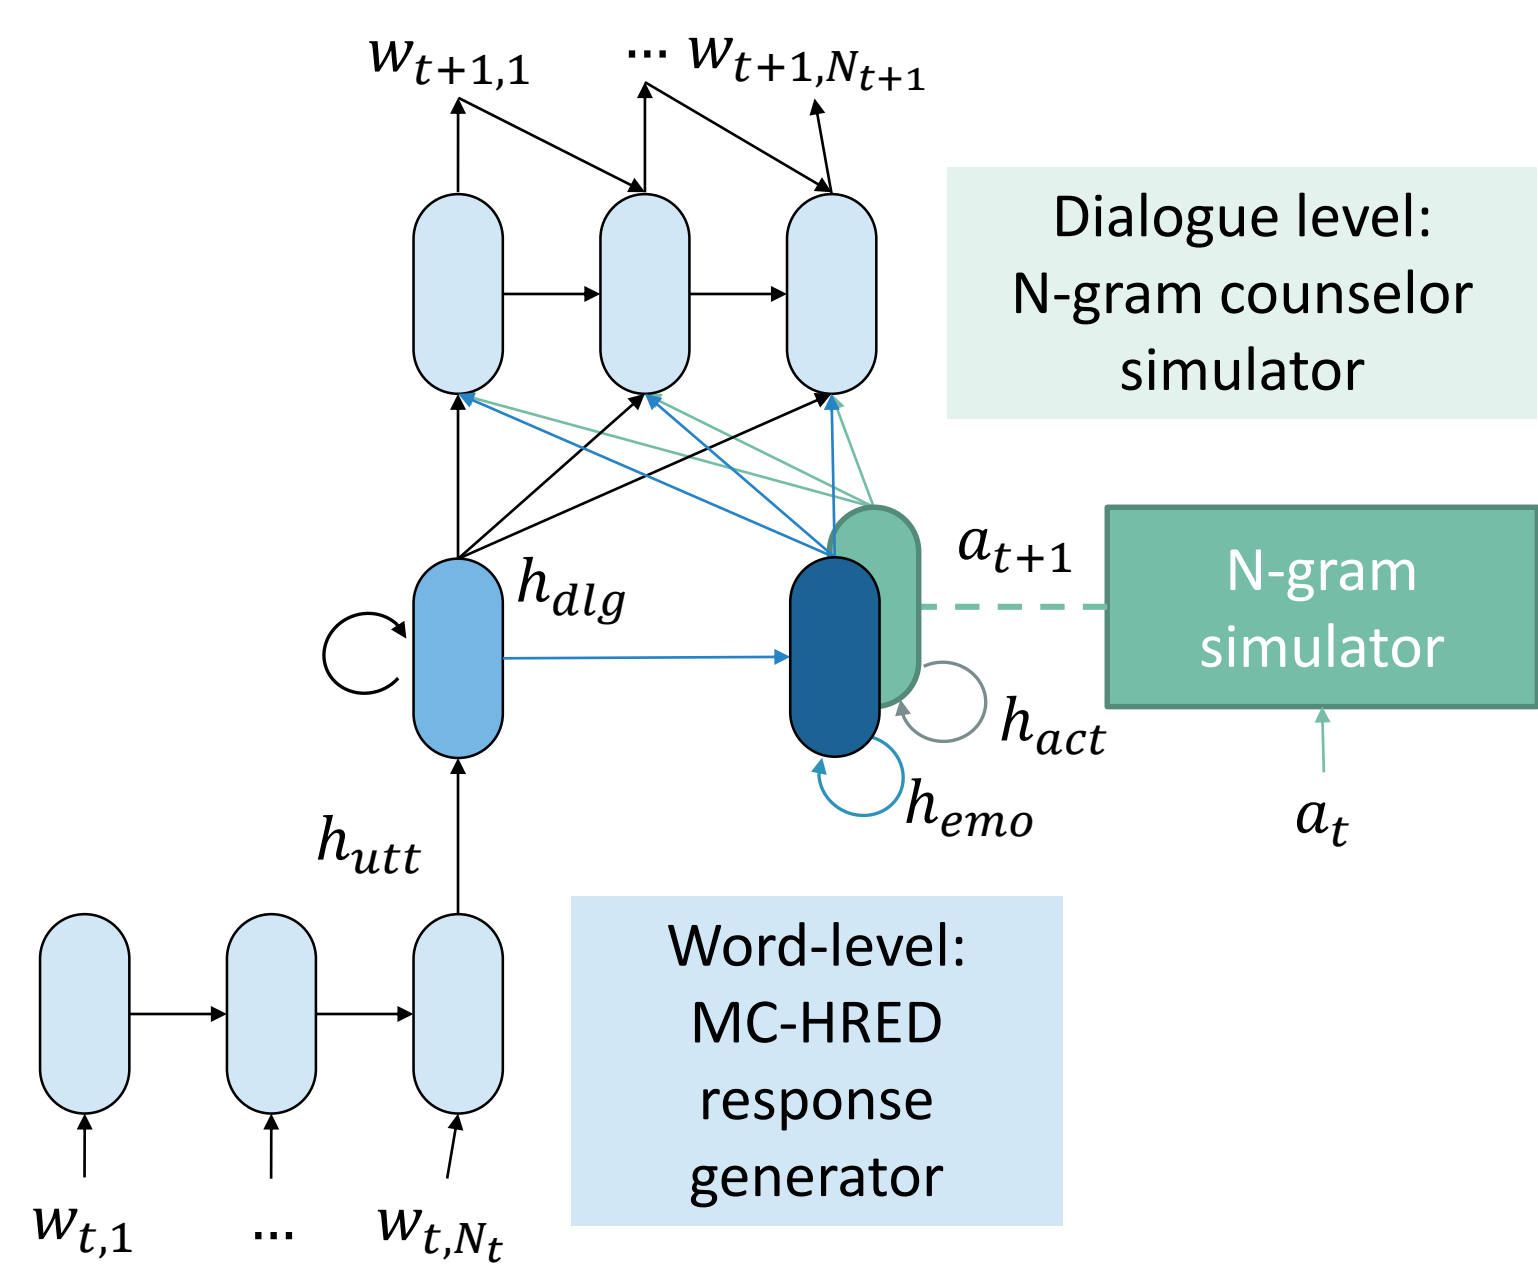 w_{t+1,1} ... w_{t+1,N_{t+1}}
Dialogue level:
N-gram counselor
simulator
h_{dlg}
a_{t+1}
N-gram
simulator
h_{act}
h_{emo}
a_t
h_{utt}
Word-level:
MC-HRED
response
generator
w_{t,1} ... w_{t,N_t}